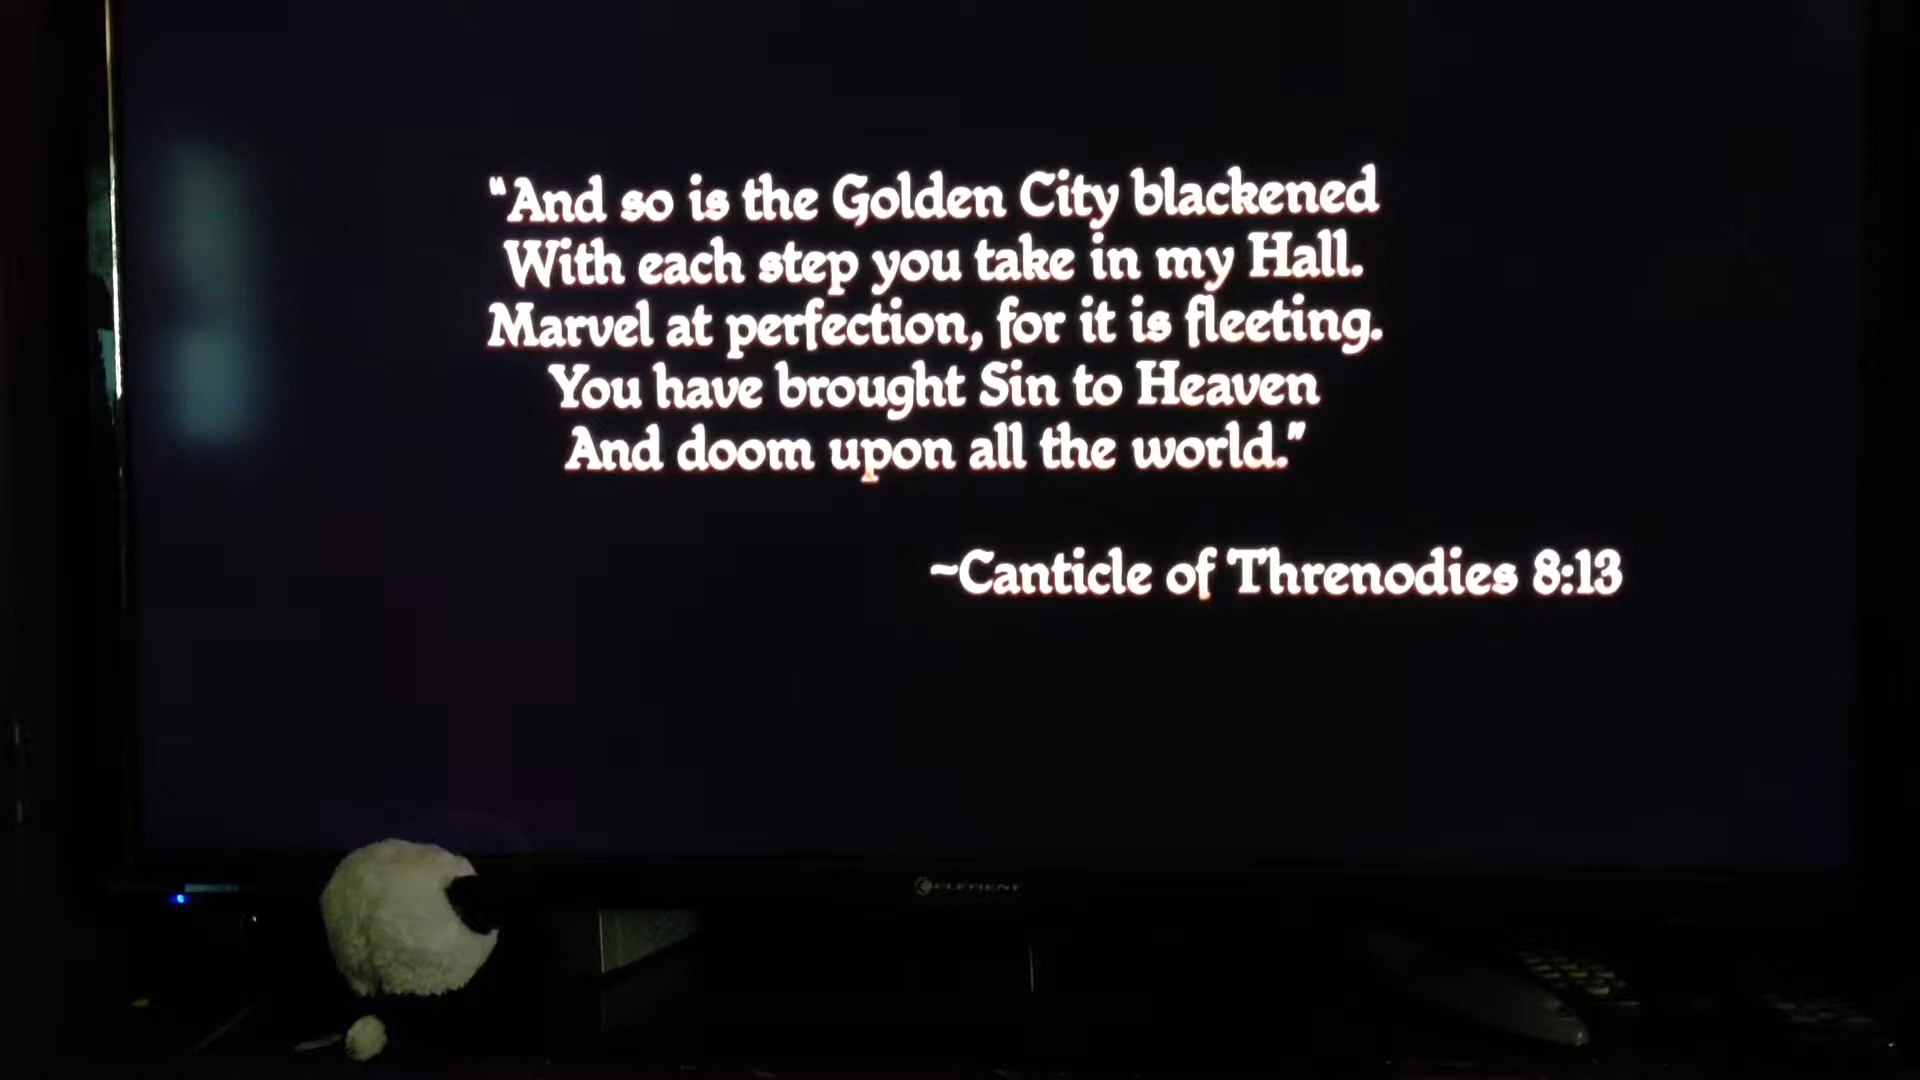 "And so is the Golden City blackened
With each step you take in my Hall.
Marvel at perfection, for it is fleeting.
You have brought Sin to Heaven
And doom upon all the world."
~Canticle of Threnodies 8:13
ELEMENT